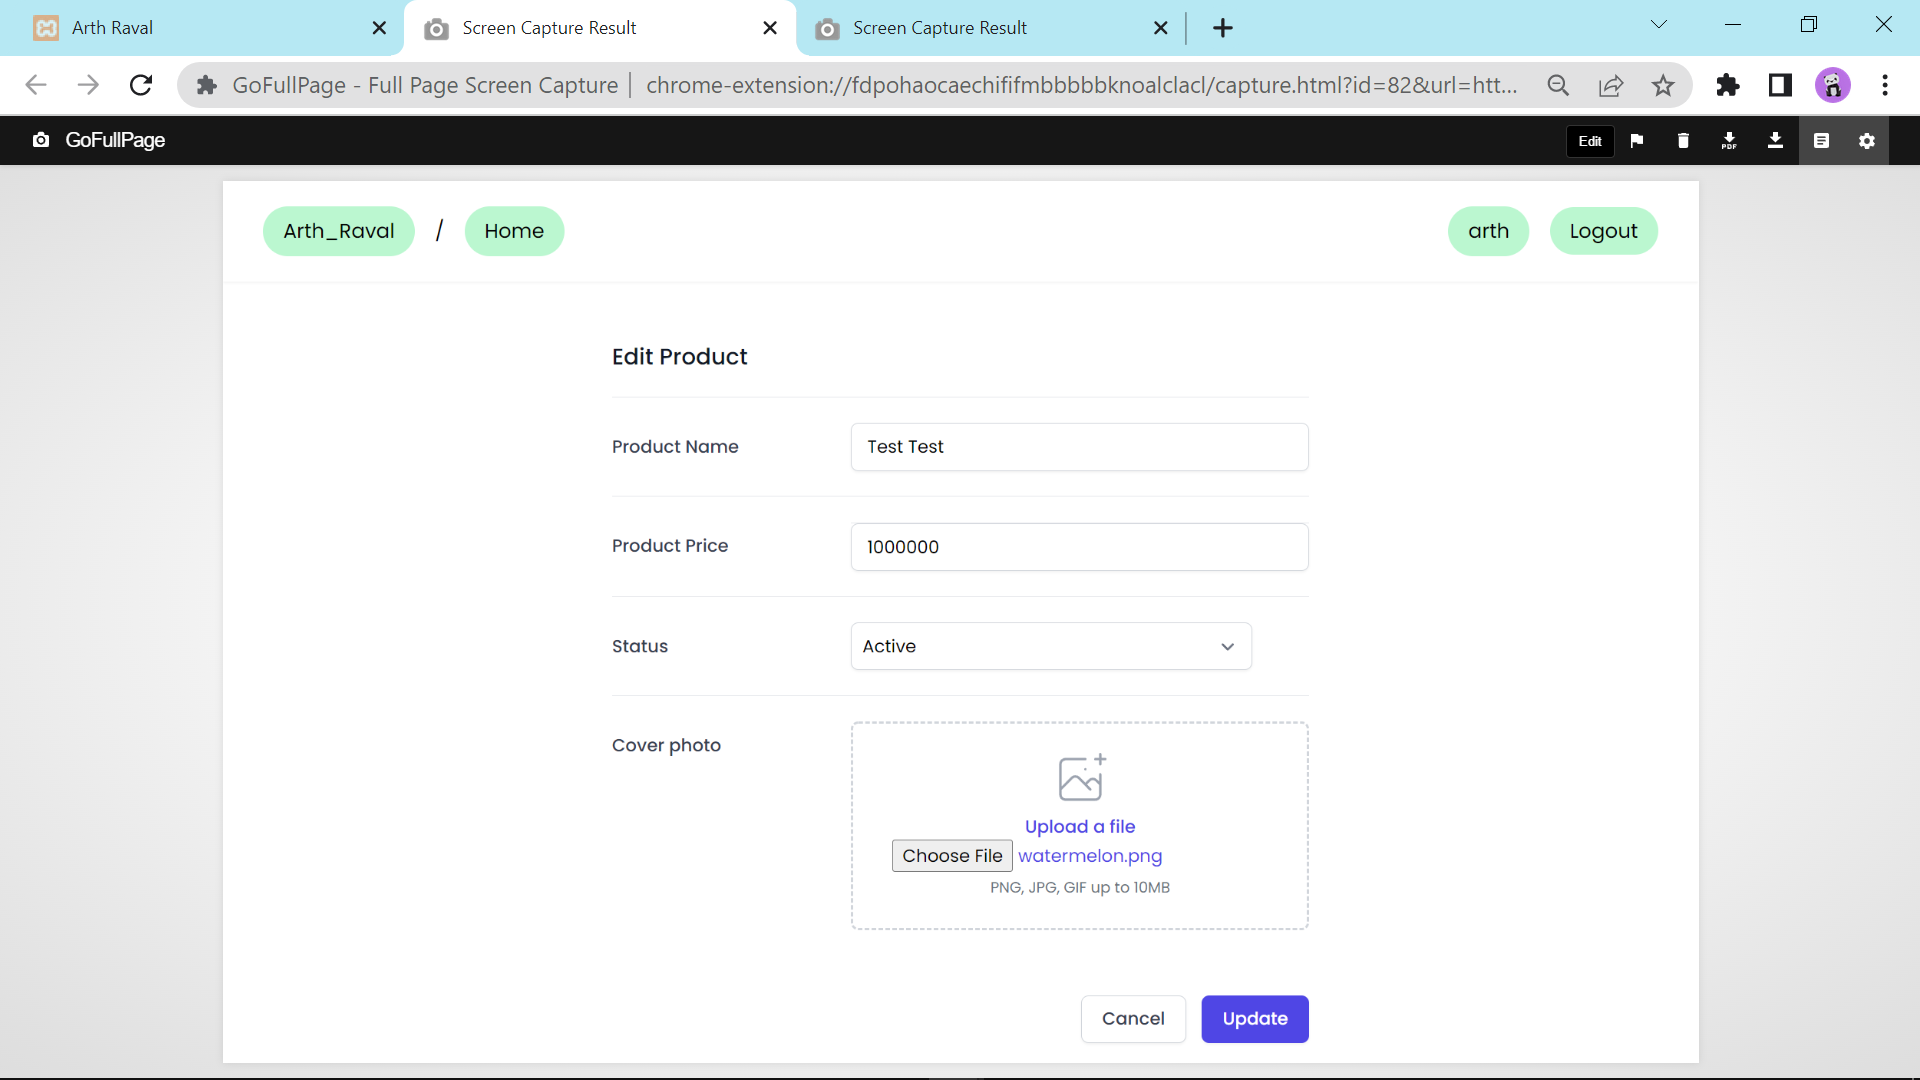 Arth Raval
Screen Capture Result
Screen Capture Result
GoFullPage - Full Page Screen Capture
chrome-extension://fdpohaocaechififmbbbbbknoalclacl/capture.html?id=82&url=htt...
GoFullPage
Edit
PDF
Arth_Raval / Home
arth
Logout
Edit Product
Product Name
Test Test
Product Price
1000000
Status
Active
Cover photo
Upload a file
Choose File watermelon.png
PNG, JPG, GIF up to 10MB
Cancel
Update